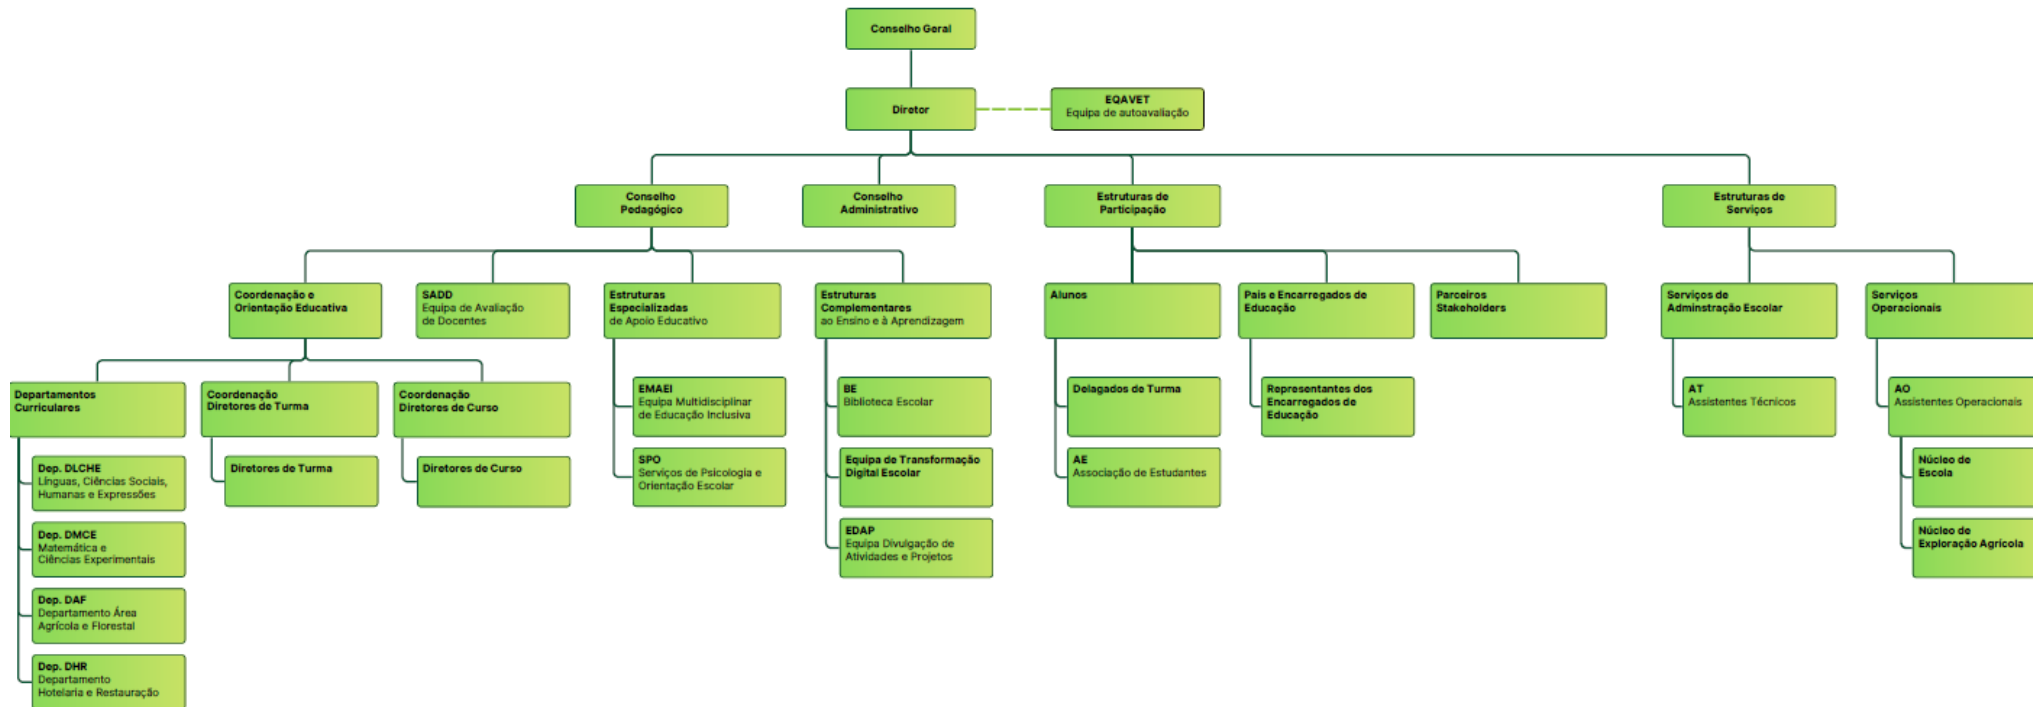 Conselho Geral
Diretor
EQAVET
Equipa de autoavaliação
Conselho
Pedagógico
Conselho
Administrativo
Estruturas de
Participação
Estruturas de
Serviços
Coordenação e
Orientação Educativa
SADD
Equipa de Avaliação
de Docentes
Estruturas
Especializadas
de Apoio Educativo
Estruturas
Complementares
ao Ensino e à Aprendizagem
Alunos
Pais e Encarregados de
Educação
Parceiros
Stakeholders
Serviços de
Adminstração Escolar
Serviços
Operacionais
Departamentos
Curriculares
Coordenação
Diretores de Turma
Coordenação
Diretores de Curso
EMAEI
Equipa Multidisciplinar
de Educação Inclusiva
BE
Biblioteca Escolar
Delagados de Turma
Representantes dos
Encarregados de
Educação
AT
Assistentes Técnicos
AO
Assistentes Operacionais
Dep. DLCHE
Línguas, Ciências Sociais,
Humanas e Expressões
Diretores de Turma
Diretores de Curso
SPO
Serviços de Psicologia e
Orientação Escolar
Equipa de Transformação
Digital Escolar
AE
Associação de Estudantes
Núcleo de
Escola
Dep. DMCE
Matemática e
Ciências Experimentais
EDAP
Equipa Divulgação de
Atividades e Projetos
Núcleo de
Exploração Agrícola
Dep. DAF
Departamento Área
Agrícola e Florestal
Dep. DHR
Departamento
Hotelaria e Restauração